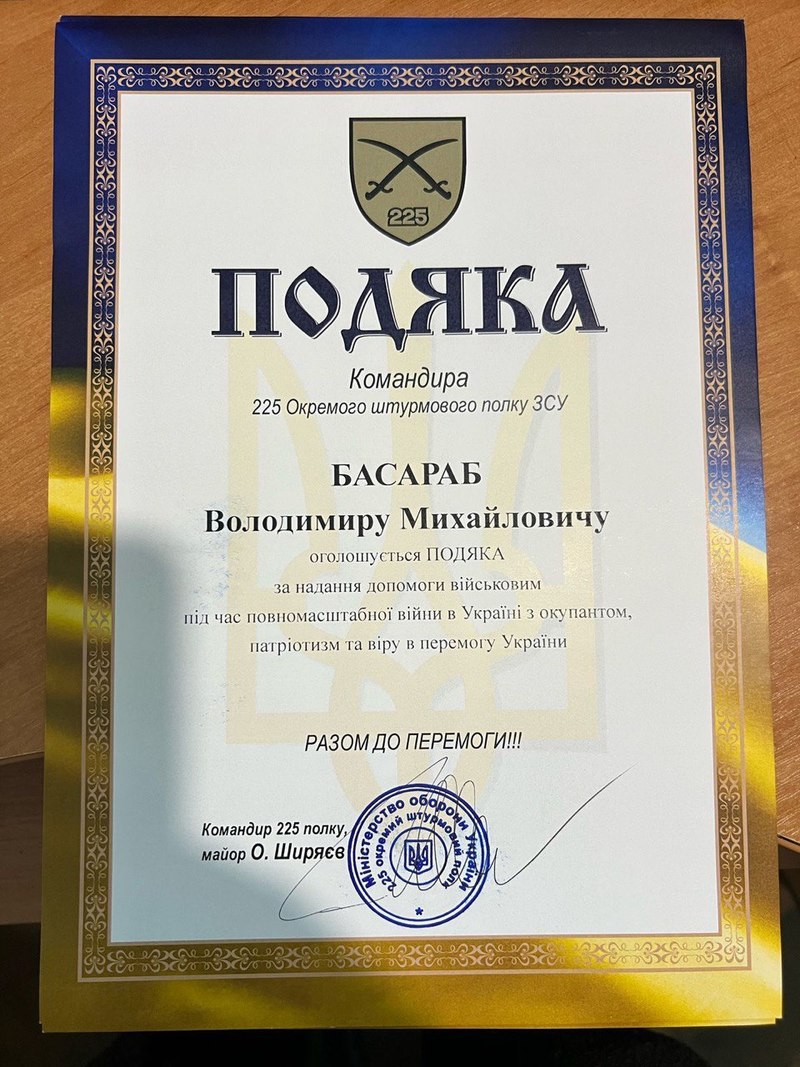 225
ПОДЯКА
Командира
225 Окремого штурмового полку ЗСУ
БАСАРАБ
Володимиру Михайловичу
оголошується ПОДЯКА
за надання допомоги військовим
під час повномасштабної війни в Україні з окупантом,
патріотизм та віру в перемогу України
РАЗОМ ДО ПЕРЕМОГИ!!!
Командир 225 полку,
майор О. Ширяєв
Міністерство оборони України
225 окремий штурмовий полк